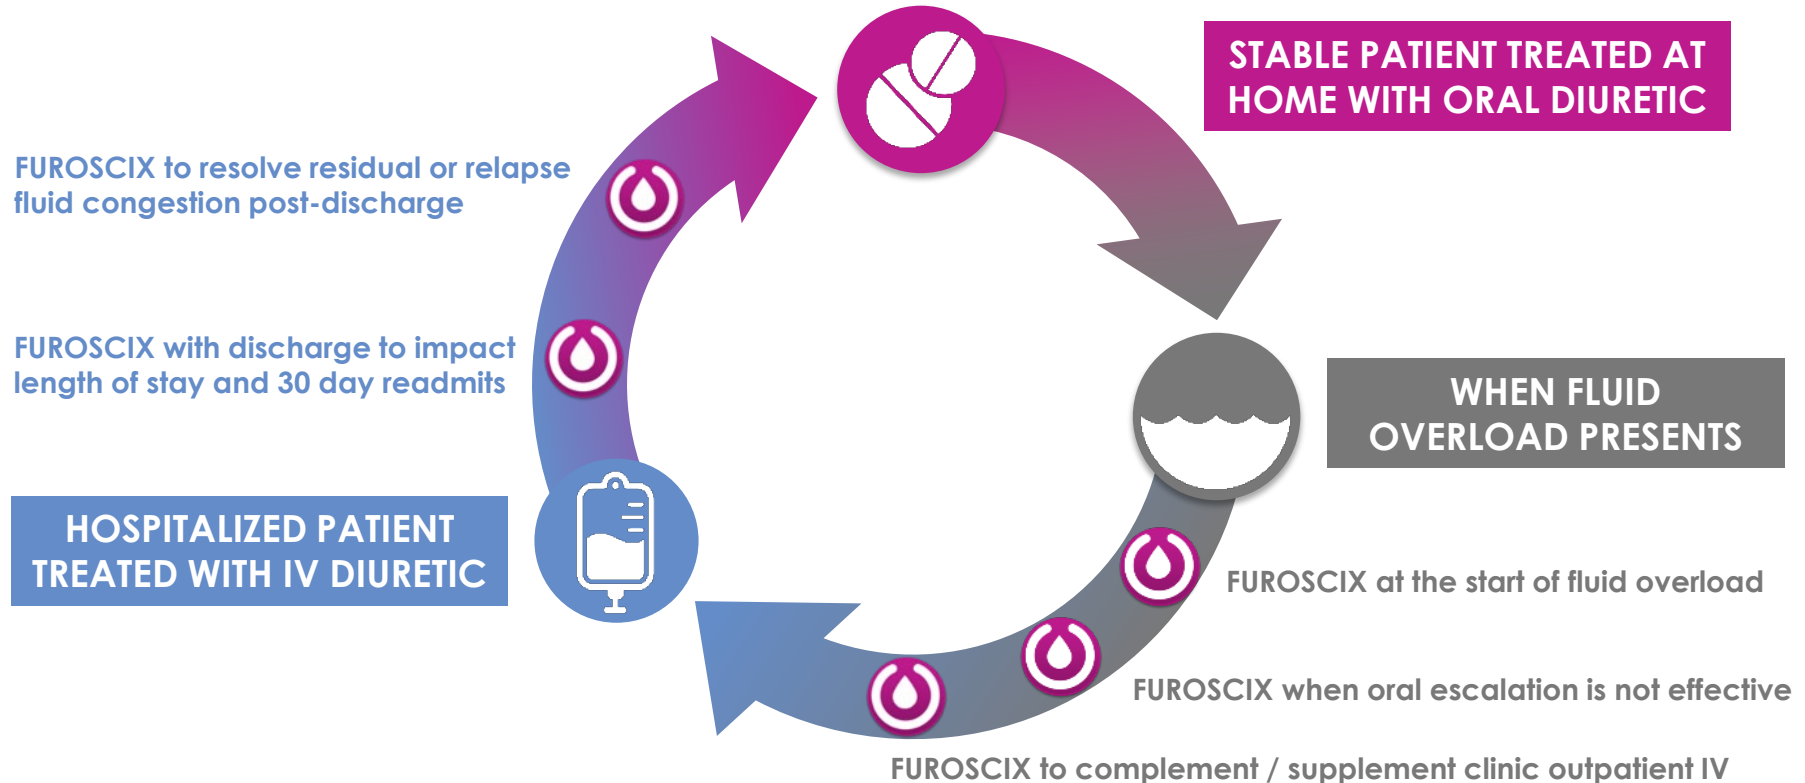 STABLE PATIENT TREATED AT
HOME WITH ORAL DIURETIC
FUROSCIX to resolve residual or relapse
fluid congestion post-discharge
FUROSCIX with discharge to impact
length of stay and 30 day readmits
WHEN FLUID
OVERLOAD PRESENTS
HOSPITALIZED PATIENT
TREATED WITH IV DIURETIC
FUROSCIX at the start of fluid overload
FUROSCIX when oral escalation is not effective
FUROSCIX to complement / supplement clinic outpatient IV